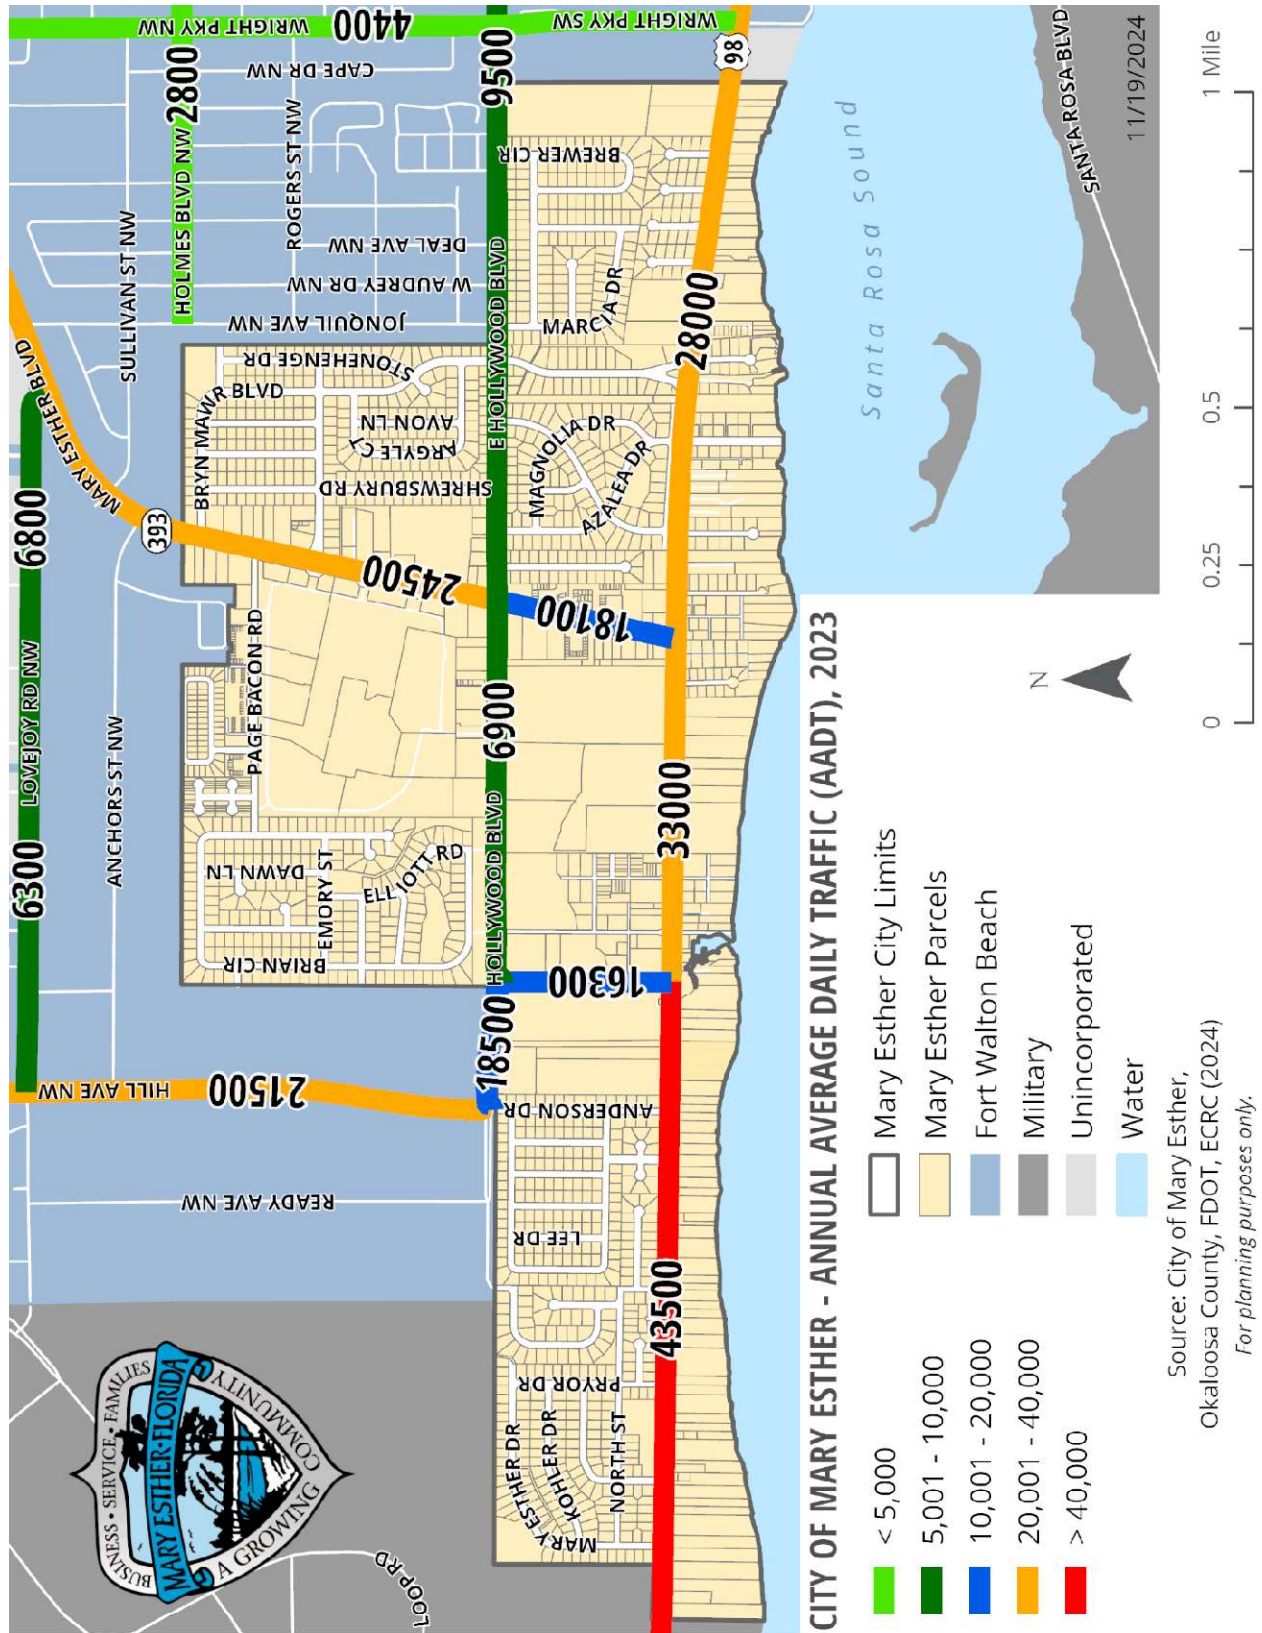 BUSINESS • SERVICE • FAMILIES
MARY ESTHER•FLORIDA
A GROWING COMMUNITY
LOOP RD
READY AVE NW
HILL AVE NW
21500
6300
LOVEJOY RD NW
6800
ANCHORS ST NW
MARY ESTHER BLVD
393
SULLIVAN ST NW
HOLMES BLVD NW
2800
WRIGHT PKY NW
4400
WRIGHT PKY SW
CAPE DR NW
ROGERS ST NW
DEAL AVE NW
W AUDREY DR NW
JONQUIL AVE NW
STONEHENGE DR
BRYN MAWR BLVD
AVON LN
ARGYLE CT
SHREWSBURY RD
PAGE BACON RD
24500
DAWN LN
EMORY ST
ELLIOTT RD
BRIAN CIR
18500
HOLLYWOOD BLVD
6900
E HOLLYWOOD BLVD
9500
16300
18100
MAGNOLIA DR
AZALEA DR
MARCIA DR
BREWER CIR
ANDERSON DR
LEE DR
PRYOR DR
MARY ESTHER DR
KOHLER DR
NORTH ST
43500
33000
28000
98
Santa Rosa Sound
SANTA ROSA BLVD
11/19/2024
CITY OF MARY ESTHER - ANNUAL AVERAGE DAILY TRAFFIC (AADT), 2023
< 5,000
5,001 - 10,000
10,001 - 20,000
20,001 - 40,000
> 40,000
Mary Esther City Limits
Mary Esther Parcels
Fort Walton Beach
Military
Unincorporated
Water
N
0 0.25 0.5 1 Mile
Source: City of Mary Esther,
Okaloosa County, FDOT, ECRC (2024)
For planning purposes only.